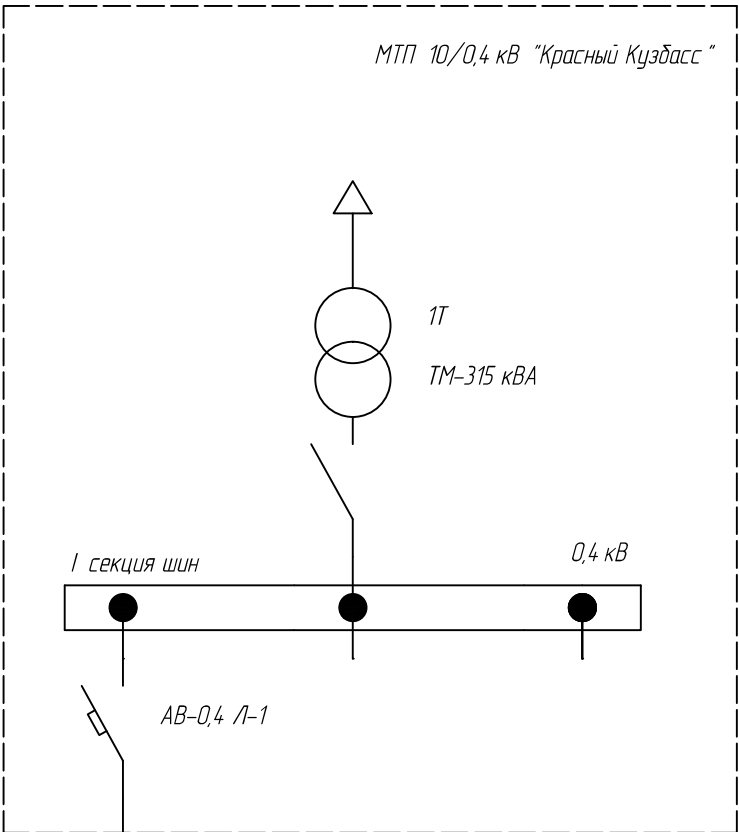 МТП 10/0,4 кВ "Красный Кузбасс"
1Т
ТМ-315 кВА
I секция шин
0,4 кВ
АВ-0,4 Л-1